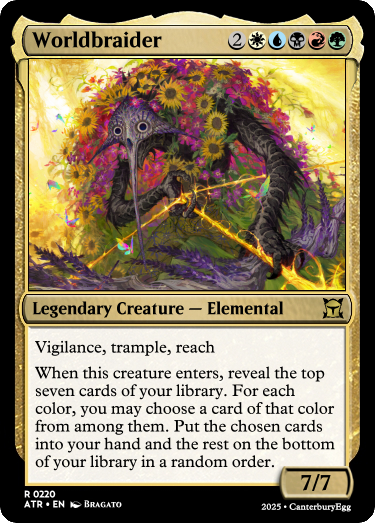 Worldbraider 2
Legendary Creature — Elemental
Vigilance, trample, reach
When this creature enters, reveal the top
seven cards of your library. For each
color, you may choose a card of that color
from among them. Put the chosen cards
into your hand and the rest on the bottom
of your library in a random order.
7/7
R 0220
ATR • EN Bragato 2025 • CanterburyEgg